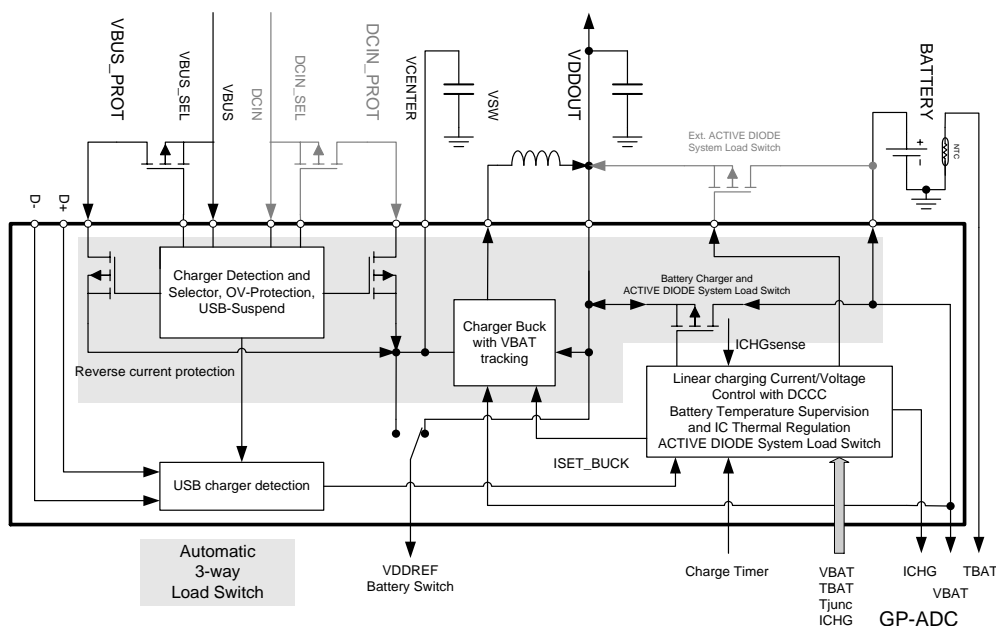 VBUS_PROT
VBUS_SEL
VBUS
DCIN
DCIN_SEL
DCIN_PROT
VCENTER
VSW
VDDOUT
BATTERY
Ext. ACTIVE DIODE
System Load Switch
+
–
NTC
D-
D+
Charger Detection and
Selector, OV-Protection,
USB-Suspend
Battery Charger and
ACTIVE DIODE System Load Switch
Charger Buck
with VBAT
tracking
ICHGsense
Reverse current protection
Linear charging Current/Voltage
Control with DCCC
Battery Temperature Supervision
and IC Thermal Regulation
ACTIVE DIODE System Load Switch
ISET_BUCK
USB charger detection
Automatic
3-way
Load Switch
VDDREF
Battery Switch
Charge Timer
VBAT
TBAT
Tjunc
ICHG
ICHG
VBAT
TBAT
GP-ADC